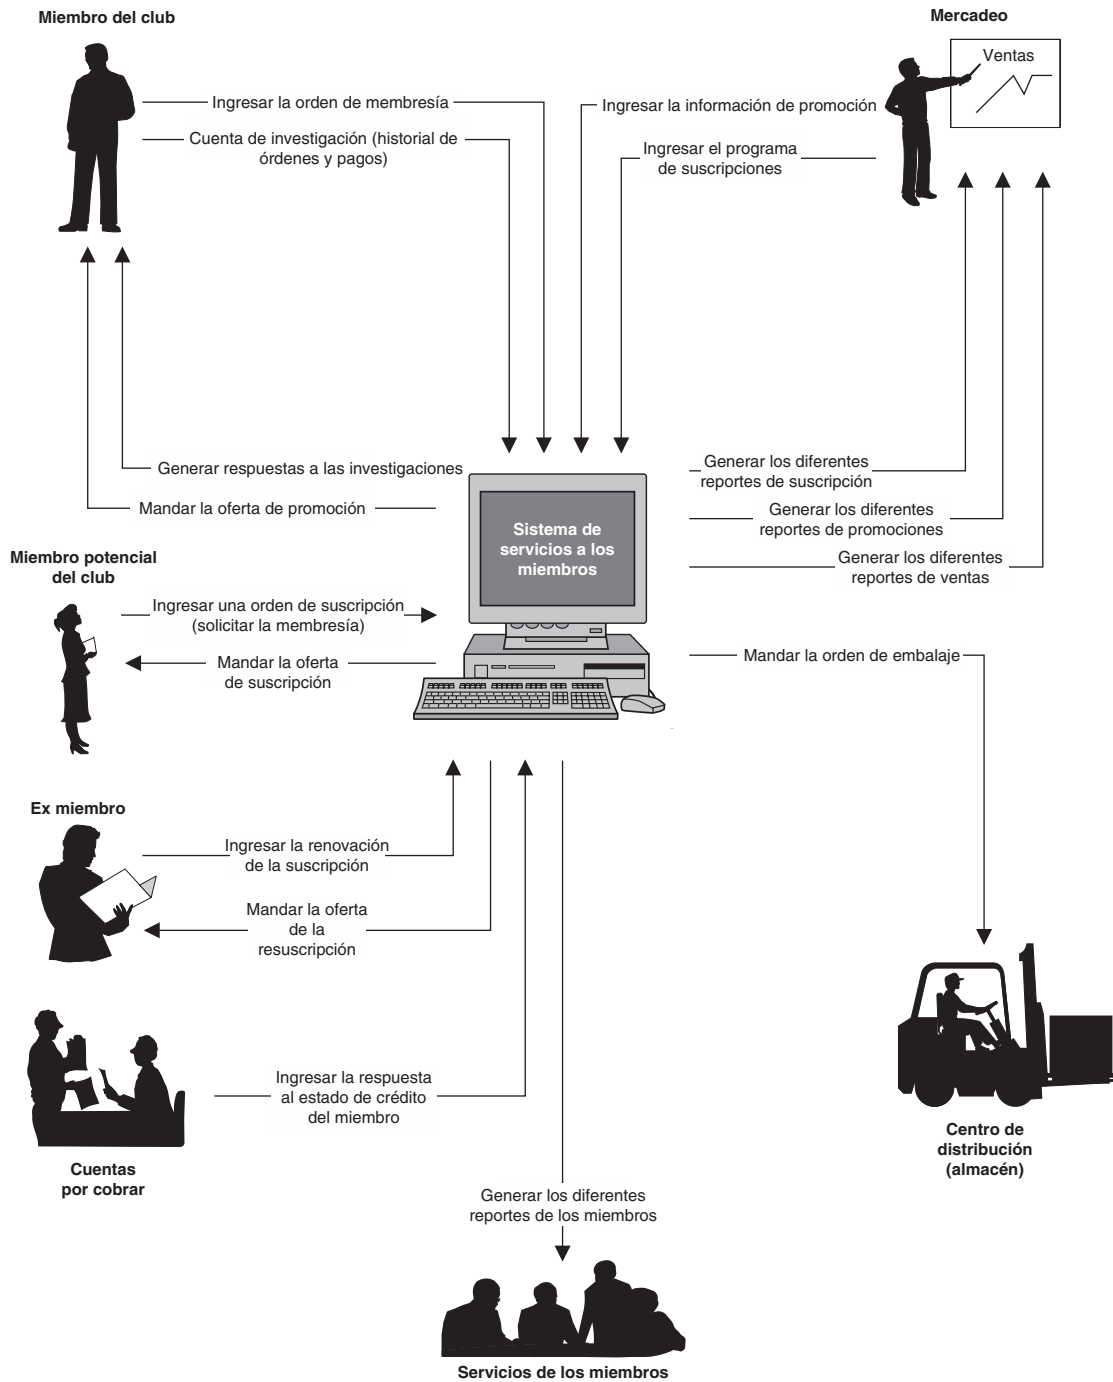 Miembro del club
Mercadeo
Ventas
Ingresar la orden de membresía
Cuenta de investigación (historial de
órdenes y pagos)
Ingresar la información de promoción
Ingresar el programa
de suscripciones
Generar respuestas a las investigaciones
Mandar la oferta de promoción
Generar los diferentes
reportes de suscripción
Generar los diferentes
reportes de promociones
Generar los diferentes
reportes de ventas
Sistema de
servicios a los
miembros
Miembro potencial
del club
Ingresar una orden de suscripción
(solicitar la membresía)
Mandar la oferta
de suscripción
Mandar la orden de embalaje
Ex miembro
Ingresar la renovación
de la suscripción
Mandar la oferta
de la
resuscripción
Ingresar la respuesta
al estado de crédito
del miembro
Cuentas
por cobrar
Centro de
distribución
(almacén)
Generar los diferentes
reportes de los miembros
Servicios de los miembros